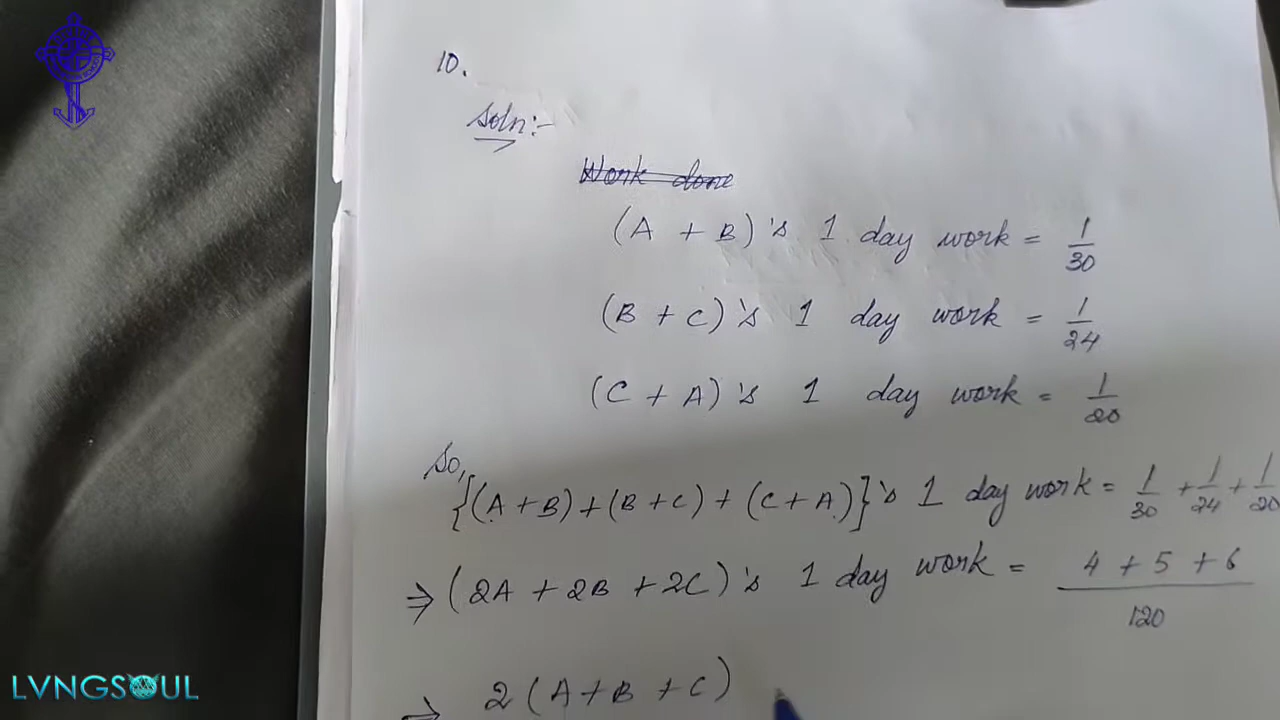 10.
Soln:-
Work done
(A + B)'s 1 day work = 1/30
(B + C)'s 1 day work = 1/24
(C + A)'s 1 day work = 1/20
So,
{(A+B)+(B+C)+(C+A)}'s 1 day work = 1/30 + 1/24 + 1/20
⇒ (2A + 2B + 2C)'s 1 day work = 4 + 5 + 6 / 120
⇒ 2(A+B+C)
LVNGSOUL